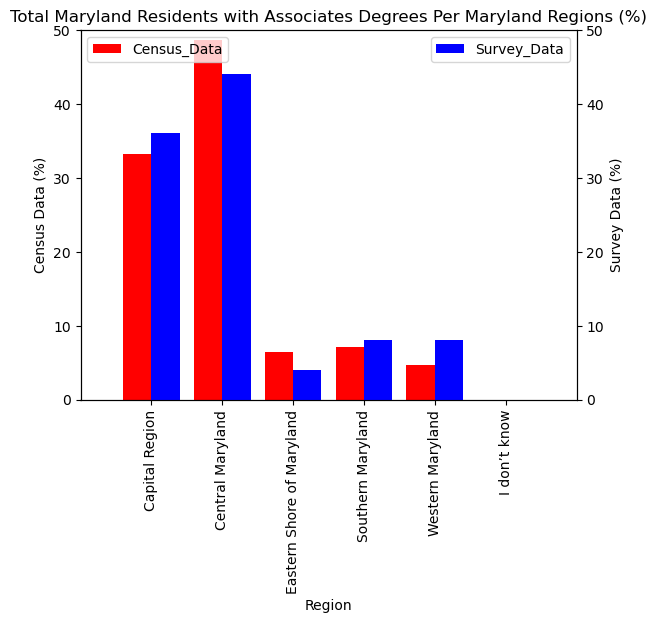 Total Maryland Residents with Associates Degrees Per Maryland Regions (%)
Census_Data
Survey_Data
Census Data (%)
50
40
30
20
10
0
50
40
30
20
10
0
Survey Data (%)
Capital Region
Central Maryland
Eastern Shore of Maryland
Southern Maryland
Western Maryland
I don’t know
Region